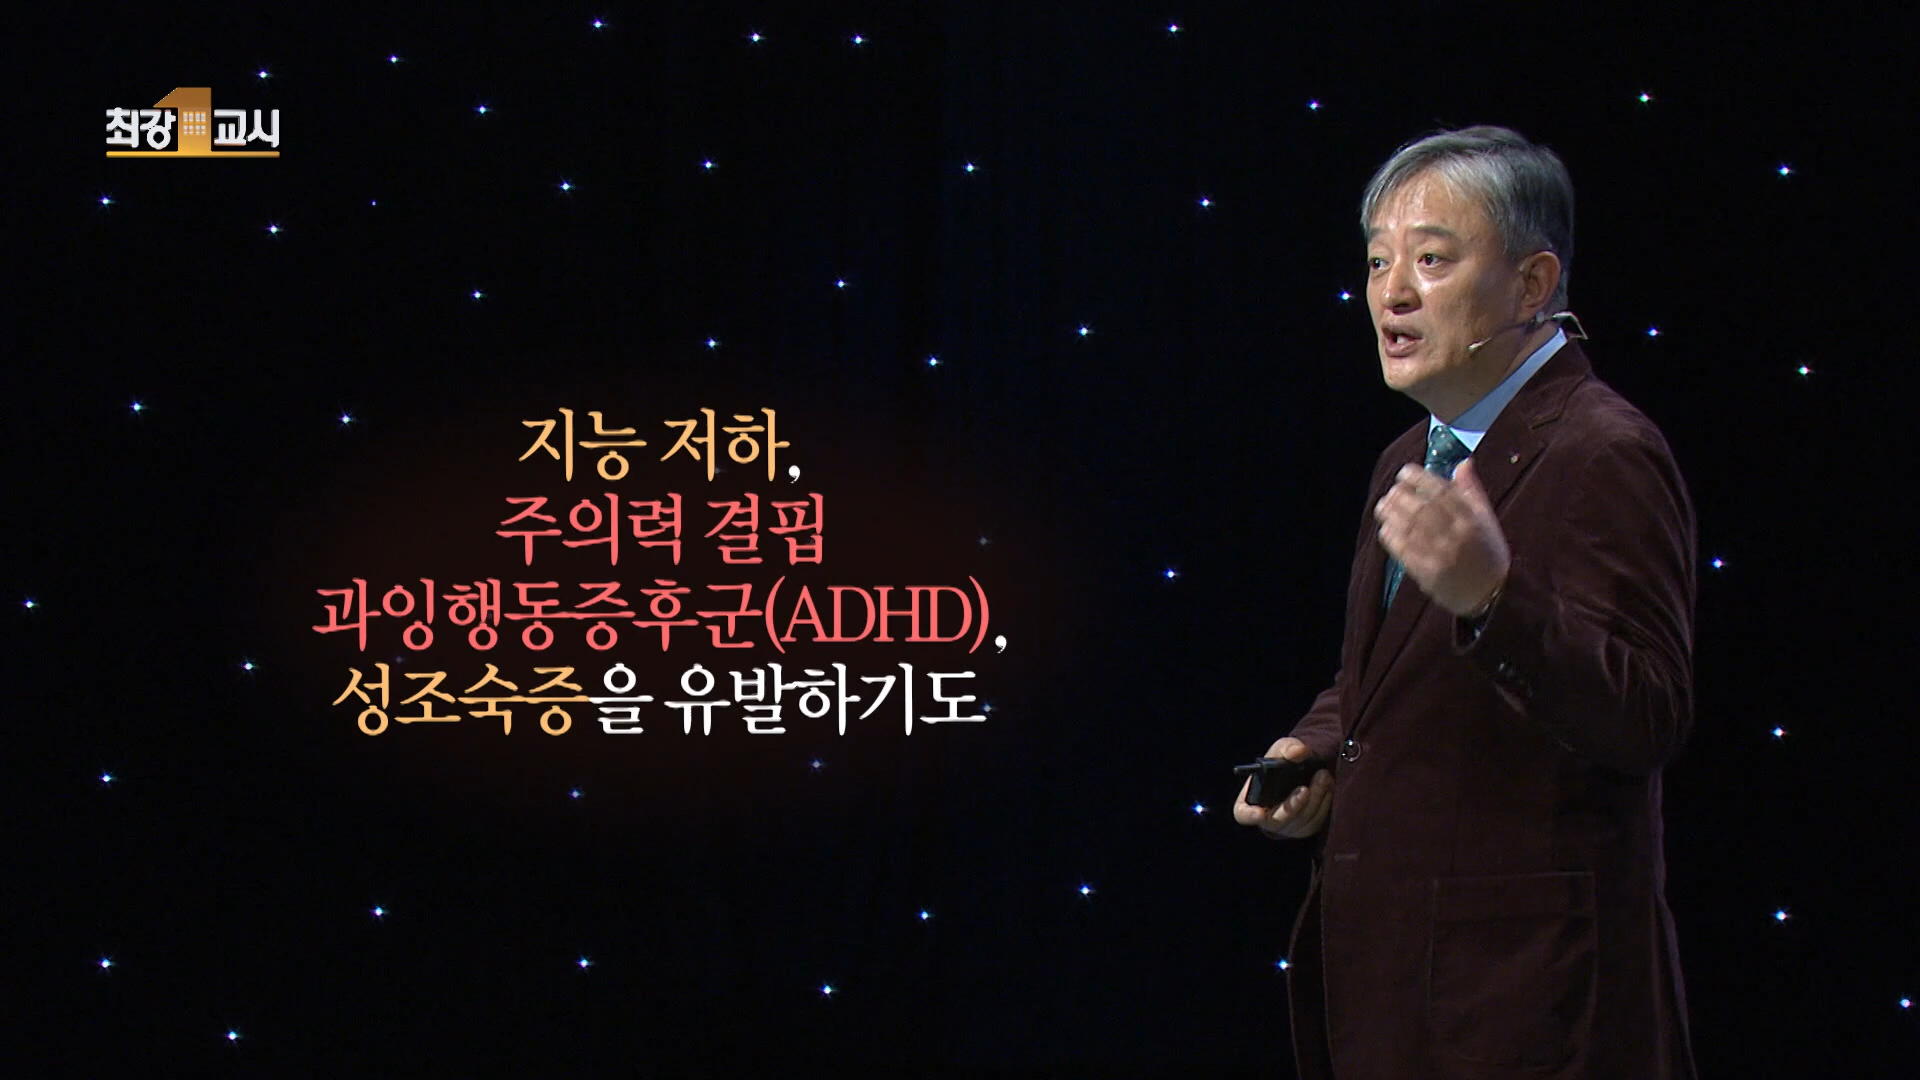 최강1교시
지능 저하,
주의력 결핍
과잉행동증후군(ADHD),
성조숙증을 유발하기도